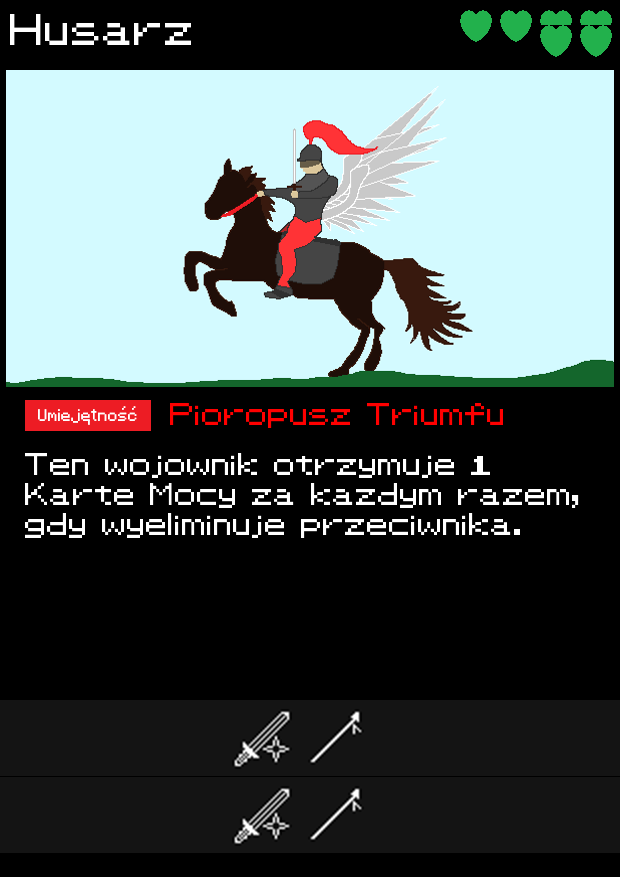 Husarz
Umiejętność Pioropusz Triumfu
Ten wojownik otrzymuje 1
Karte Mocy za kazdym razem,
gdy wyeliminuje przeciwnika.